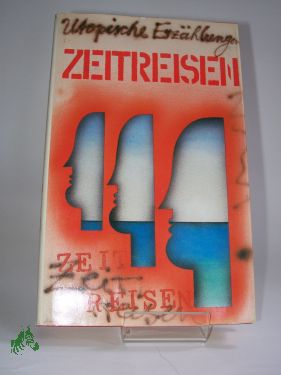 Utopische Erzählungen
ZEITREISEN
ZEIT
REISEN